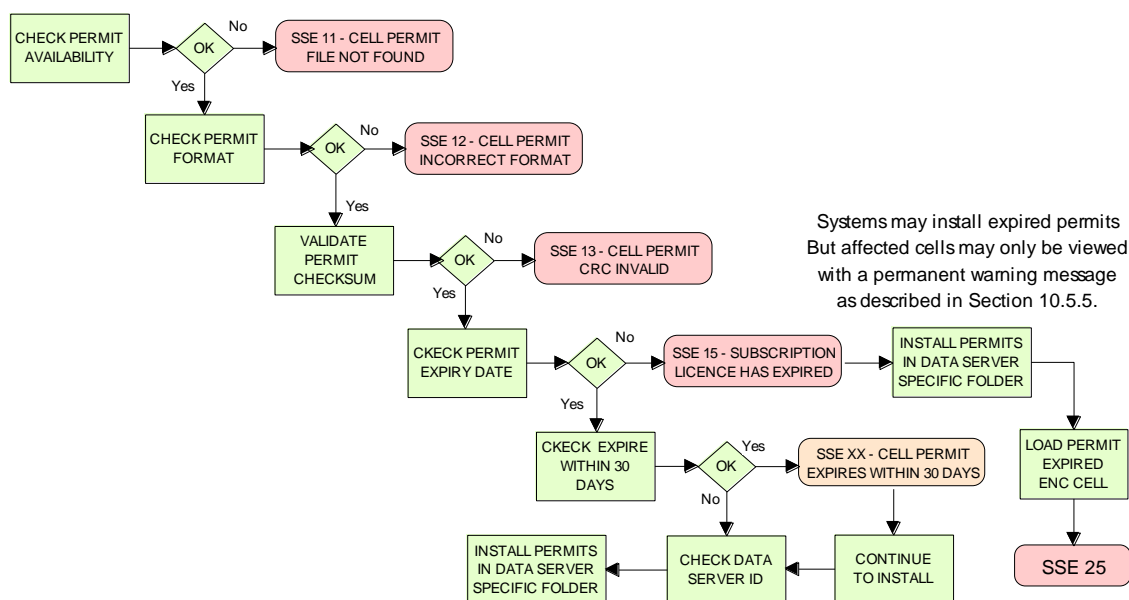 CHECK PERMIT
AVAILABILITY
OK
No
SSE 11 - CELL PERMIT
FILE NOT FOUND
Yes
CHECK PERMIT
FORMAT
OK
No
SSE 12 - CELL PERMIT
INCORRECT FORMAT
Yes
VALIDATE
PERMIT
CHECKSUM
OK
No
SSE 13 - CELL PERMIT
CRC INVALID
Yes
Systems may install expired permits
But affected cells may only be viewed
with a permanent warning message
as described in Section 10.5.5.
CKECK PERMIT
EXPIRY DATE
OK
No
SSE 15 - SUBSCRIPTION
LICENCE HAS EXPIRED
INSTALL PERMITS
IN DATA SERVER
SPECIFIC FOLDER
Yes
CKECK EXPIRE
WITHIN 30
DAYS
OK
Yes
SSE XX - CELL PERMIT
EXPIRES WITHIN 30 DAYS
LOAD PERMIT
EXPIRED
ENC CELL
No
INSTALL PERMITS
IN DATA SERVER
SPECIFIC FOLDER
CHECK DATA
SERVER ID
CONTINUE
TO INSTALL
SSE 25